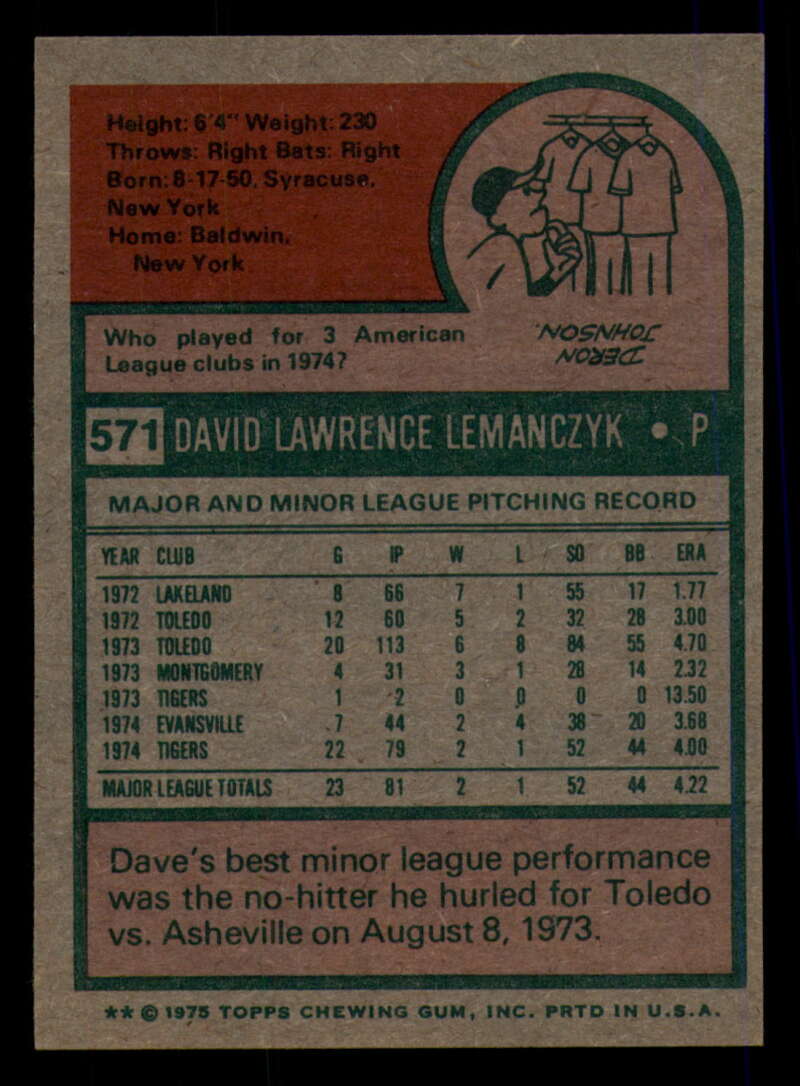 Height: 6'4" Weight: 230
Throws: Right Bats: Right
Born: 8-17-50, Syracuse,
New York
Home: Baldwin,
New York
Who played for 3 American
League clubs in 1974?
DERON
JOHNSON.
571 DAVID LAWRENCE LEMANCZYK • P
MAJOR AND MINOR LEAGUE PITCHING RECORD
YEAR CLUB G IP W L SO BB ERA
1972 LAKELAND 8 66 7 1 55 17 1.77
1972 TOLEDO 12 60 5 2 32 28 3.00
1973 TOLEDO 20 113 6 8 84 55 4.70
1973 MONTGOMERY 4 31 3 1 28 14 2.32
1973 TIGERS 1 2 0 0 0 0 13.50
1974 EVANSVILLE 7 44 2 4 38 20 3.68
1974 TIGERS 22 79 2 1 52 44 4.00
MAJOR LEAGUE TOTALS 23 81 2 1 52 44 4.22
Dave's best minor league performance
was the no-hitter he hurled for Toledo
vs. Asheville on August 8, 1973.
** © 1975 TOPPS CHEWING GUM, INC. PRTD IN U.S.A.